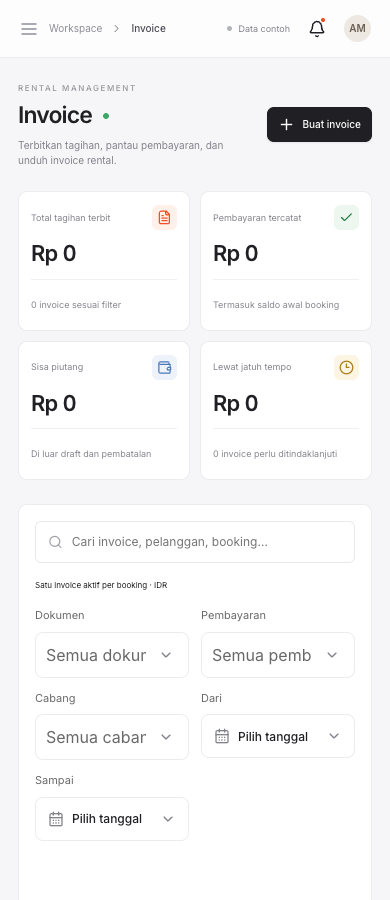 Workspace > Invoice
Data contoh
AM
RENTAL MANAGEMENT
Invoice
Terbitkan tagihan, pantau pembayaran, dan
unduh invoice rental.
Buat invoice
Total tagihan terbit
Rp 0
0 invoice sesuai filter
Pembayaran tercatat
Rp 0
Termasuk saldo awal booking
Sisa piutang
Rp 0
Di luar draft dan pembatalan
Lewat jatuh tempo
Rp 0
0 invoice perlu ditindaklanjuti
Cari invoice, pelanggan, booking...
Satu invoice aktif per booking · IDR
Dokumen
Semua dokur
Pembayaran
Semua pemb
Cabang
Semua cabar
Dari
Pilih tanggal
Sampai
Pilih tanggal